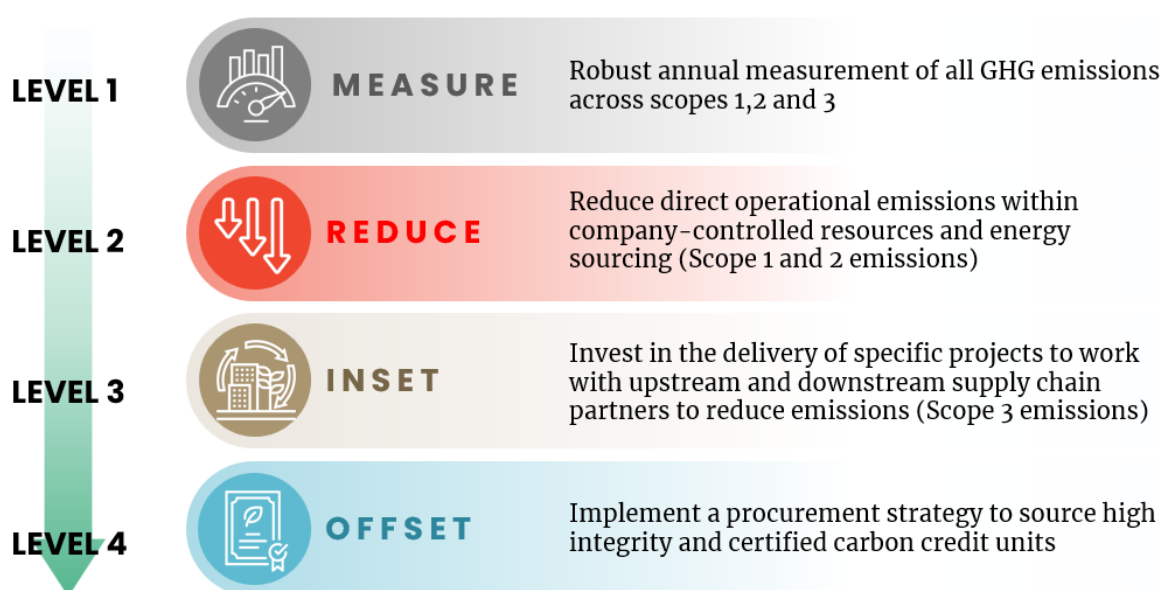 LEVEL 1
MEASURE
Robust annual measurement of all GHG emissions
across scopes 1,2 and 3
LEVEL 2
REDUCE
Reduce direct operational emissions within
company-controlled resources and energy
sourcing (Scope 1 and 2 emissions)
LEVEL 3
INSET
Invest in the delivery of specific projects to work
with upstream and downstream supply chain
partners to reduce emissions (Scope 3 emissions)
LEVEL 4
OFFSET
Implement a procurement strategy to source high
integrity and certified carbon credit units